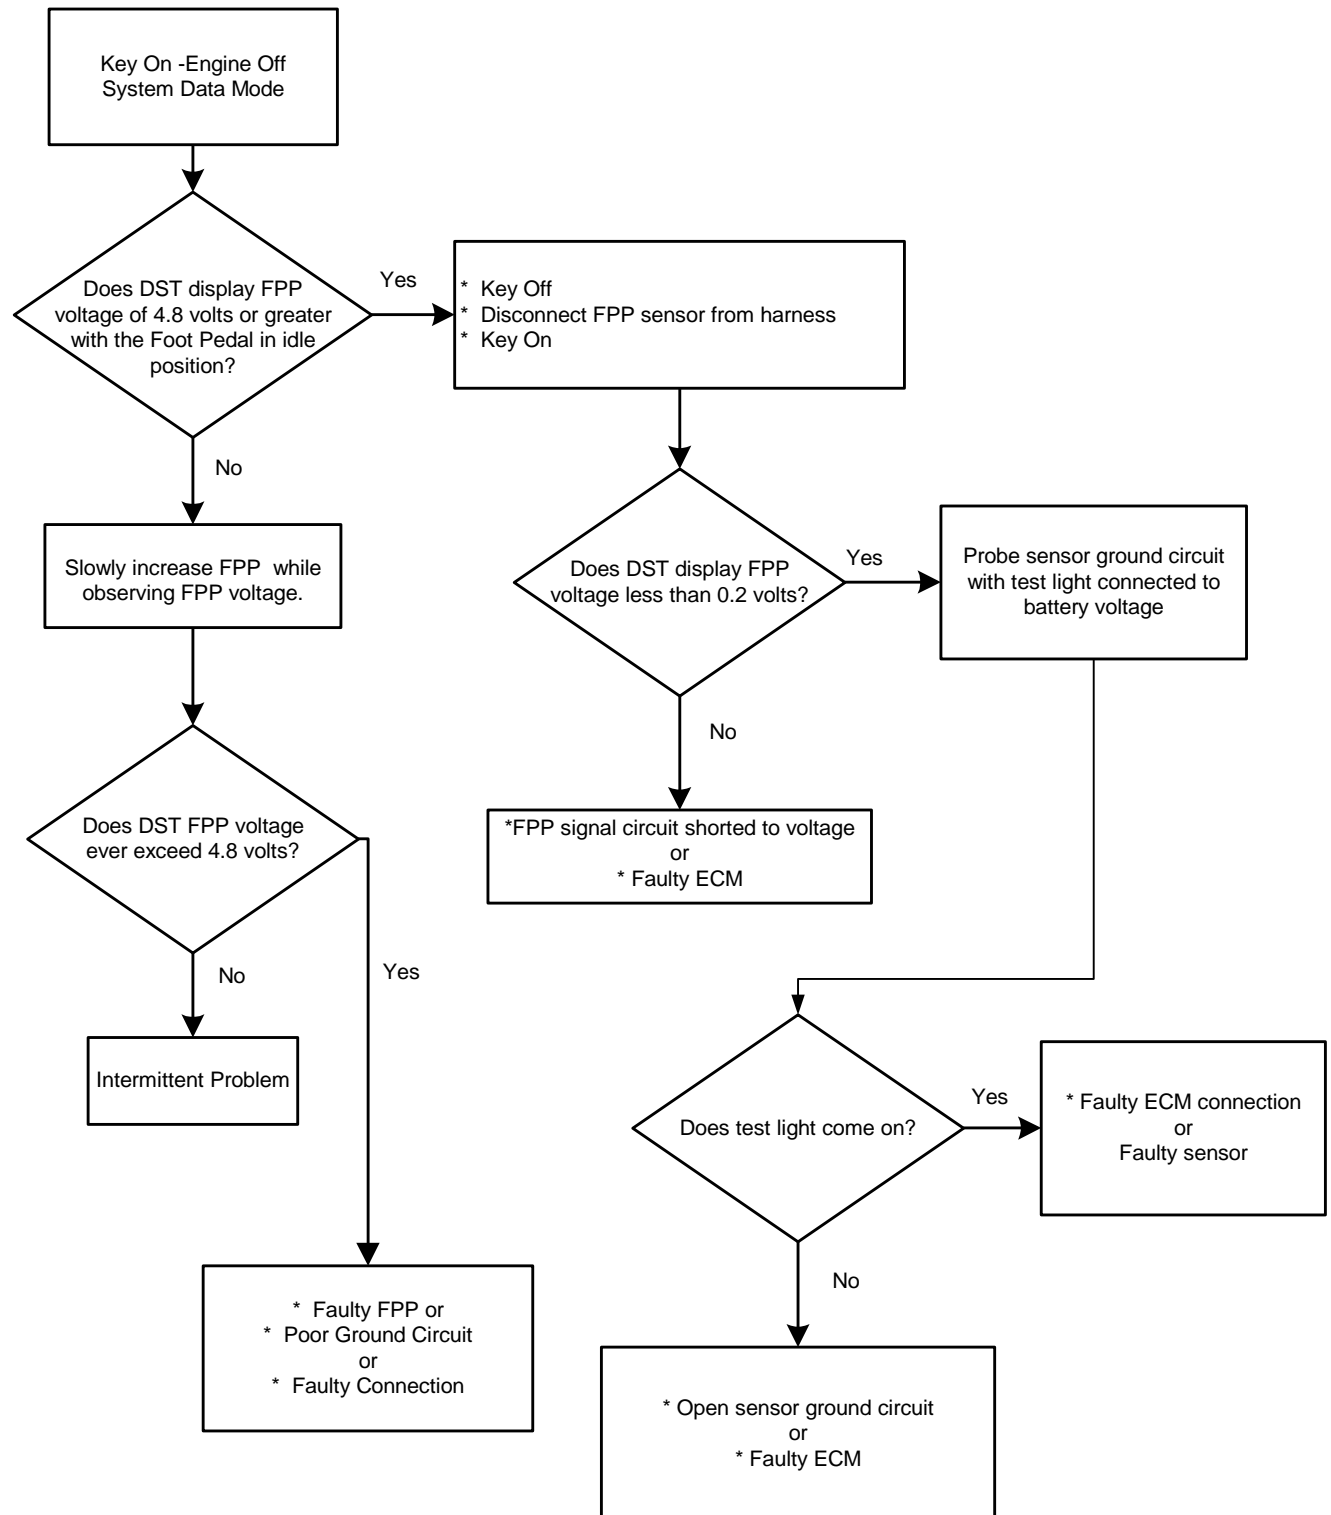 Key On -Engine Off
System Data Mode
Does DST display FPP
voltage of 4.8 volts or greater
with the Foot Pedal in idle
position?
Yes
* Key Off
* Disconnect FPP sensor from harness
* Key On
No
Slowly increase FPP while
observing FPP voltage.
Does DST display FPP
voltage less than 0.2 volts?
Yes
Probe sensor ground circuit
with test light connected to
battery voltage
No
*FPP signal circuit shorted to voltage
or
* Faulty ECM
Does DST FPP voltage
ever exceed 4.8 volts?
No
Yes
Intermittent Problem
Does test light come on?
Yes
* Faulty ECM connection
or
Faulty sensor
No
* Faulty FPP or
* Poor Ground Circuit
or
* Faulty Connection
* Open sensor ground circuit
or
* Faulty ECM